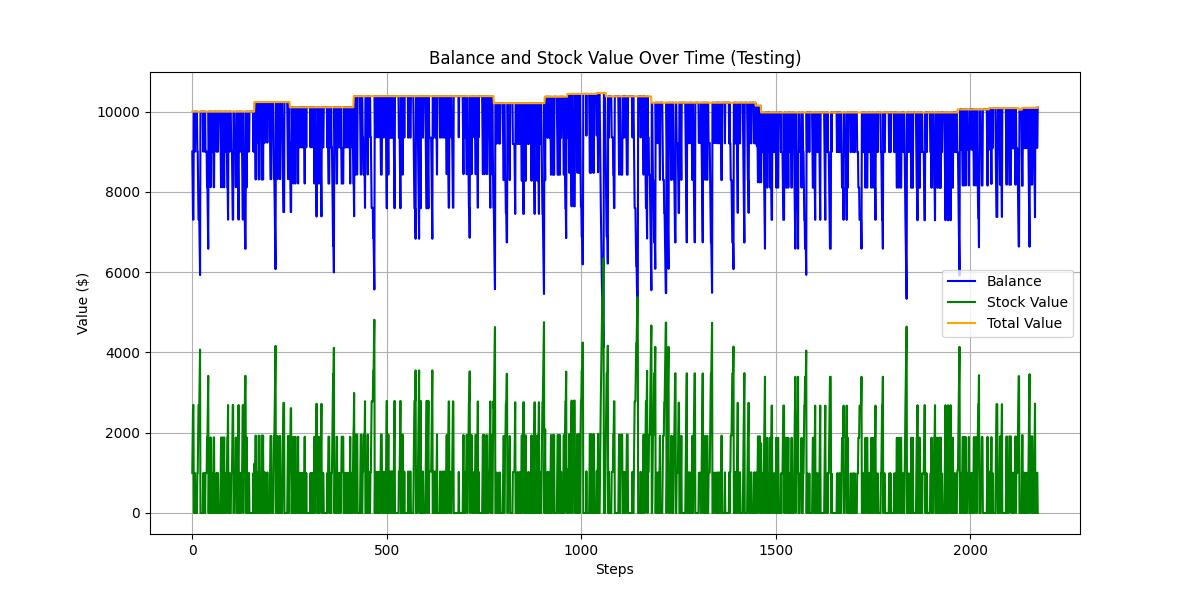 Balance and Stock Value Over Time (Testing)
Value ($)
10000
8000
6000
4000
2000
0
Balance
Stock Value
Total Value
0 500 1000 1500 2000
Steps